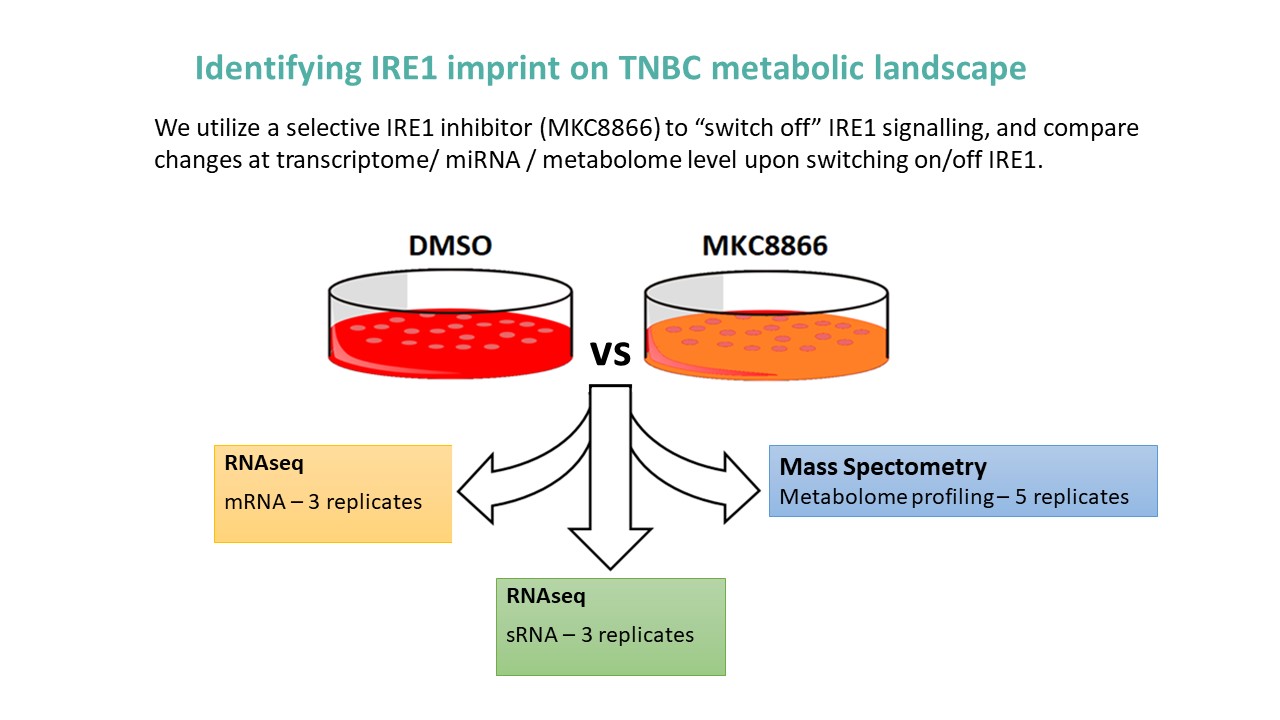 Identifying IRE1 imprint on TNBC metabolic landscape
We utilize a selective IRE1 inhibitor (MKC8866) to “switch off” IRE1 signalling, and compare
changes at transcriptome/ miRNA / metabolome level upon switching on/off IRE1.
DMSO
MKC8866
vs
RNAseq
mRNA – 3 replicates
Mass Spectometry
Metabolome profiling – 5 replicates
RNAseq
sRNA – 3 replicates